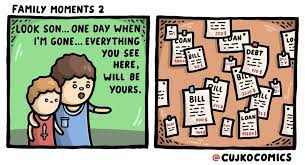 FAMILY MOMENTS 2
LOOK SON... ONE DAY WHEN
I'M GONE... EVERYTHING
YOU SEE
HERE,
WILL BE
YOURS.
LOAN
BILL
LOAN
DEBT
BILL
BILL
BILL
LOAN
@CUJKOCOMICS